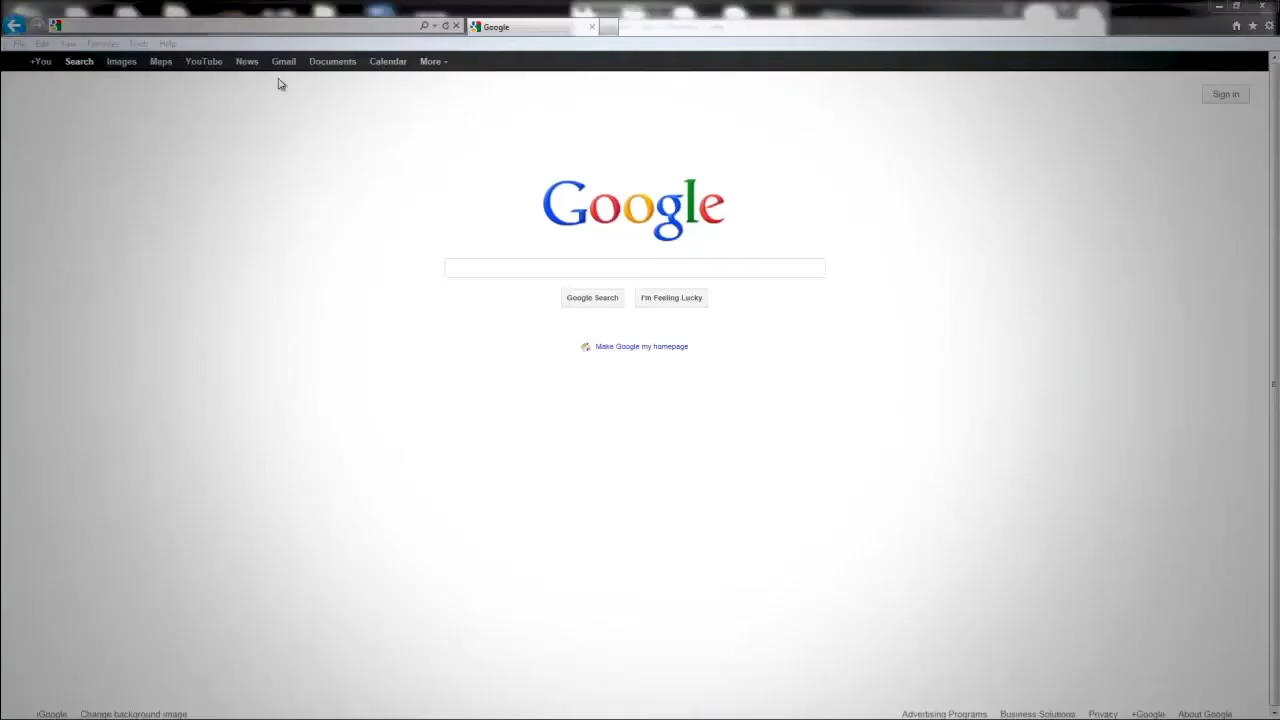 Google
File Edit View Favorites Tools Help
+You Search Images Maps YouTube News Gmail Documents Calendar More
Sign in
Google
Google Search I'm Feeling Lucky
Make Google my homepage
iGoogle Change background image Advertising Programs Business Solutions Privacy +Google About Google